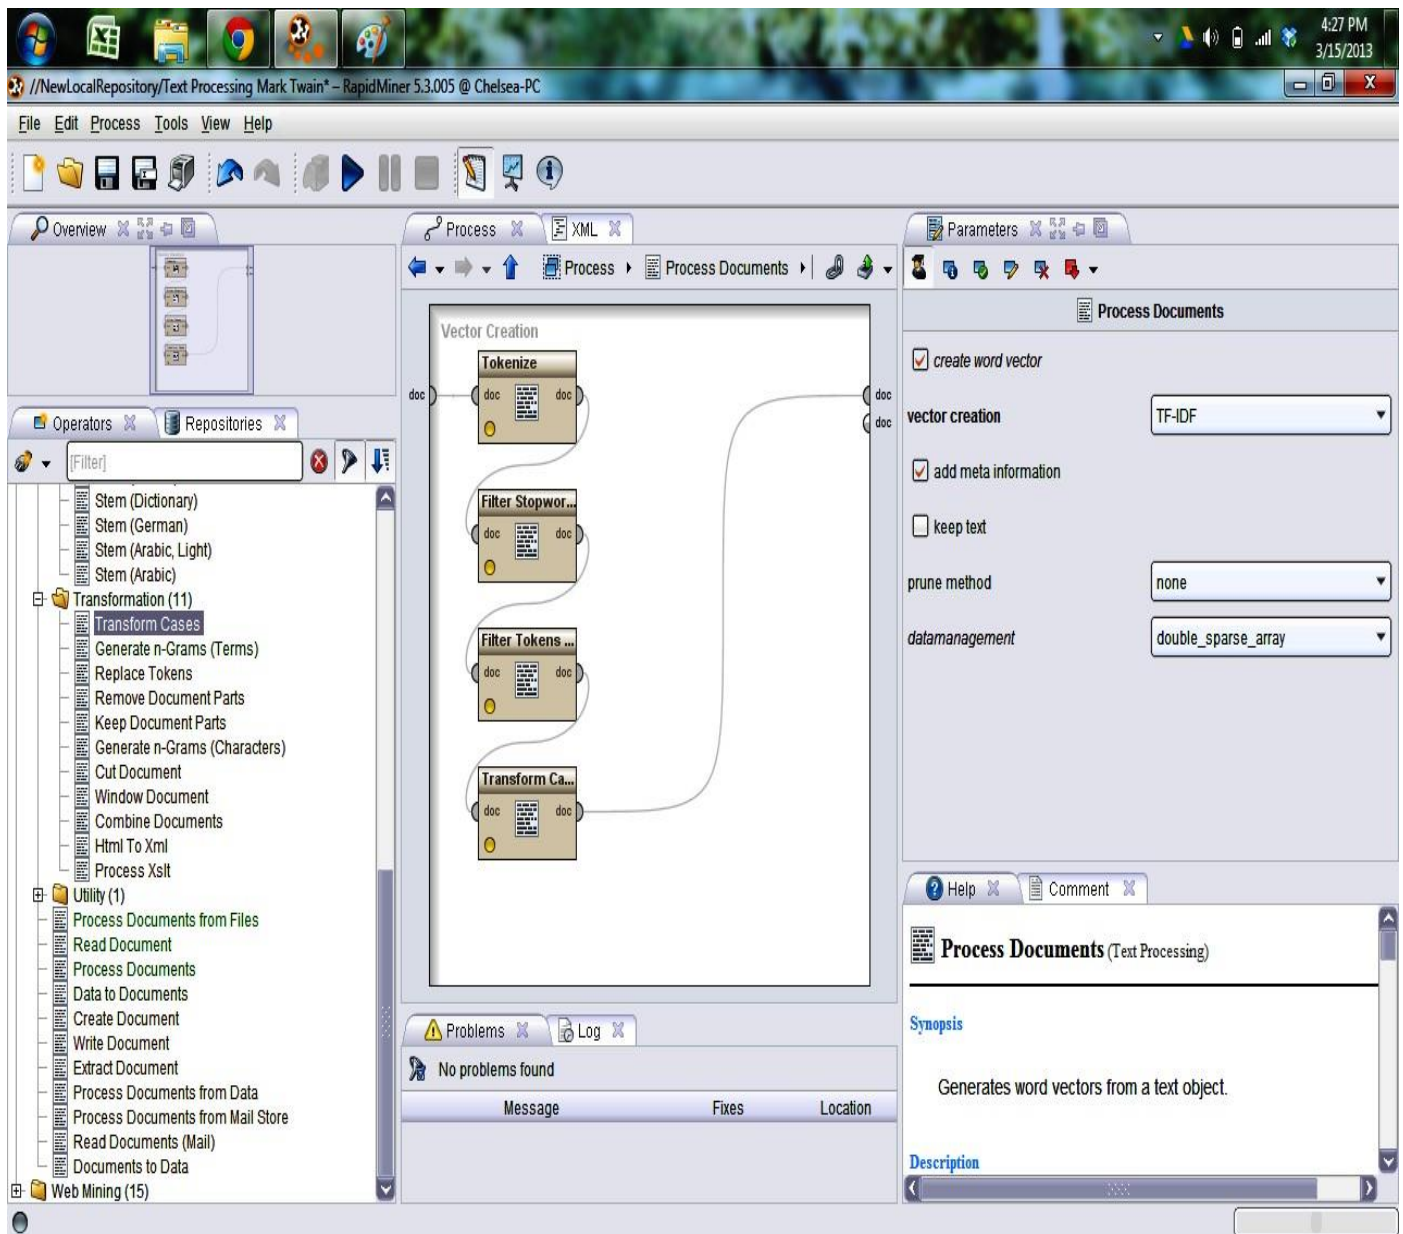 4:27 PM
3/15/2013
//NewLocalRepository/Text Processing Mark Twain* – RapidMiner 5.3.005 @ Chelsea-PC
File Edit Process Tools View Help
Overview
Operators Repositories
[Filter]
Stem (Dictionary)
Stem (German)
Stem (Arabic, Light)
Stem (Arabic)
Transformation (11)
Transform Cases
Generate n-Grams (Terms)
Replace Tokens
Remove Document Parts
Keep Document Parts
Generate n-Grams (Characters)
Cut Document
Window Document
Combine Documents
Html To Xml
Process Xslt
Utility (1)
Process Documents from Files
Read Document
Process Documents
Data to Documents
Create Document
Write Document
Extract Document
Process Documents from Data
Process Documents from Mail Store
Read Documents (Mail)
Documents to Data
Web Mining (15)
Process XML
Process Process Documents
Vector Creation
Tokenize
doc doc doc doc
doc
Filter Stopwor...
doc doc
Filter Tokens ...
doc doc
Transform Ca...
doc doc
Problems Log
No problems found
Message Fixes Location
Parameters
Process Documents
create word vector
vector creation TF-IDF
add meta information
keep text
prune method none
datamanagement double_sparse_array
Help Comment
Process Documents (Text Processing)
Synopsis
Generates word vectors from a text object.
Description